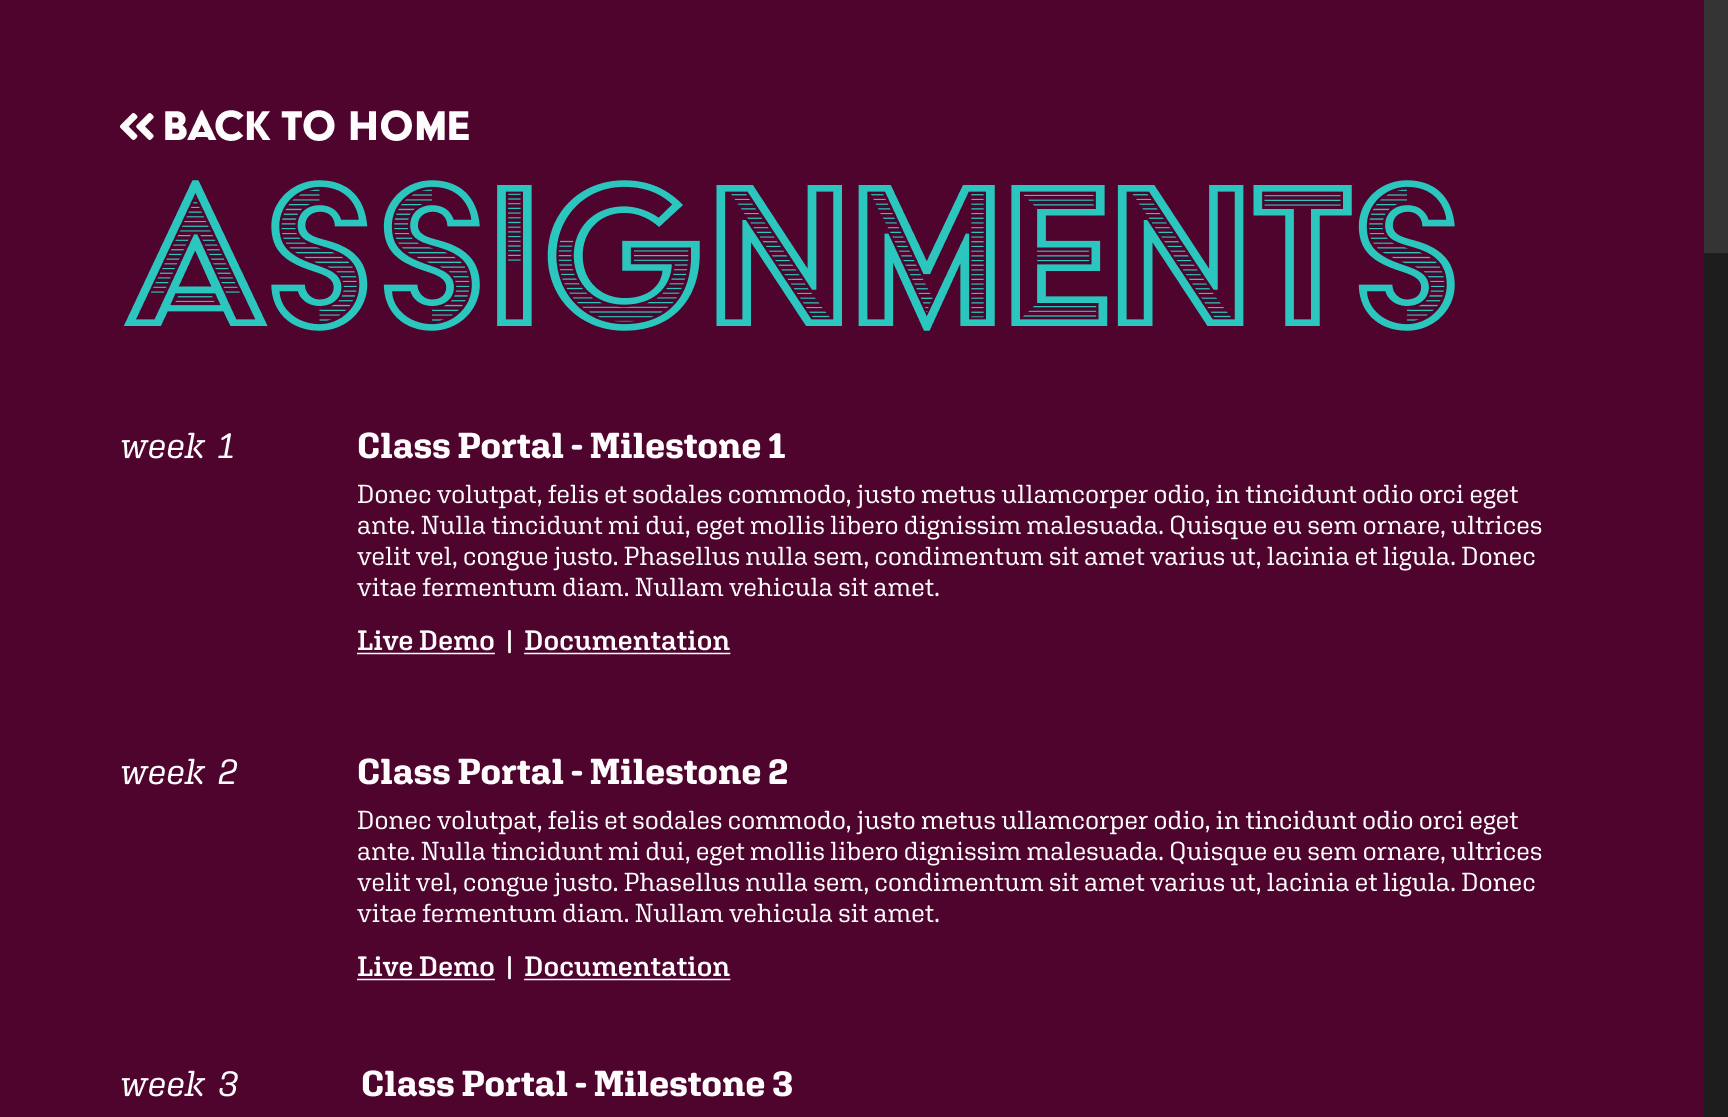 BACK TO HOME
ASSIGNMENTS
week 1
Class Portal - Milestone 1
Donec volutpat, felis et sodales commodo, justo metus ullamcorper odio, in tincidunt odio orci eget
ante. Nulla tincidunt mi dui, eget mollis libero dignissim malesuada. Quisque eu sem ornare, ultrices
velit vel, congue justo. Phasellus nulla sem, condimentum sit amet varius ut, lacinia et ligula. Donec
vitae fermentum diam. Nullam vehicula sit amet.
Live Demo | Documentation
week 2
Class Portal - Milestone 2
Donec volutpat, felis et sodales commodo, justo metus ullamcorper odio, in tincidunt odio orci eget
ante. Nulla tincidunt mi dui, eget mollis libero dignissim malesuada. Quisque eu sem ornare, ultrices
velit vel, congue justo. Phasellus nulla sem, condimentum sit amet varius ut, lacinia et ligula. Donec
vitae fermentum diam. Nullam vehicula sit amet.
Live Demo | Documentation
week 3
Class Portal - Milestone 3